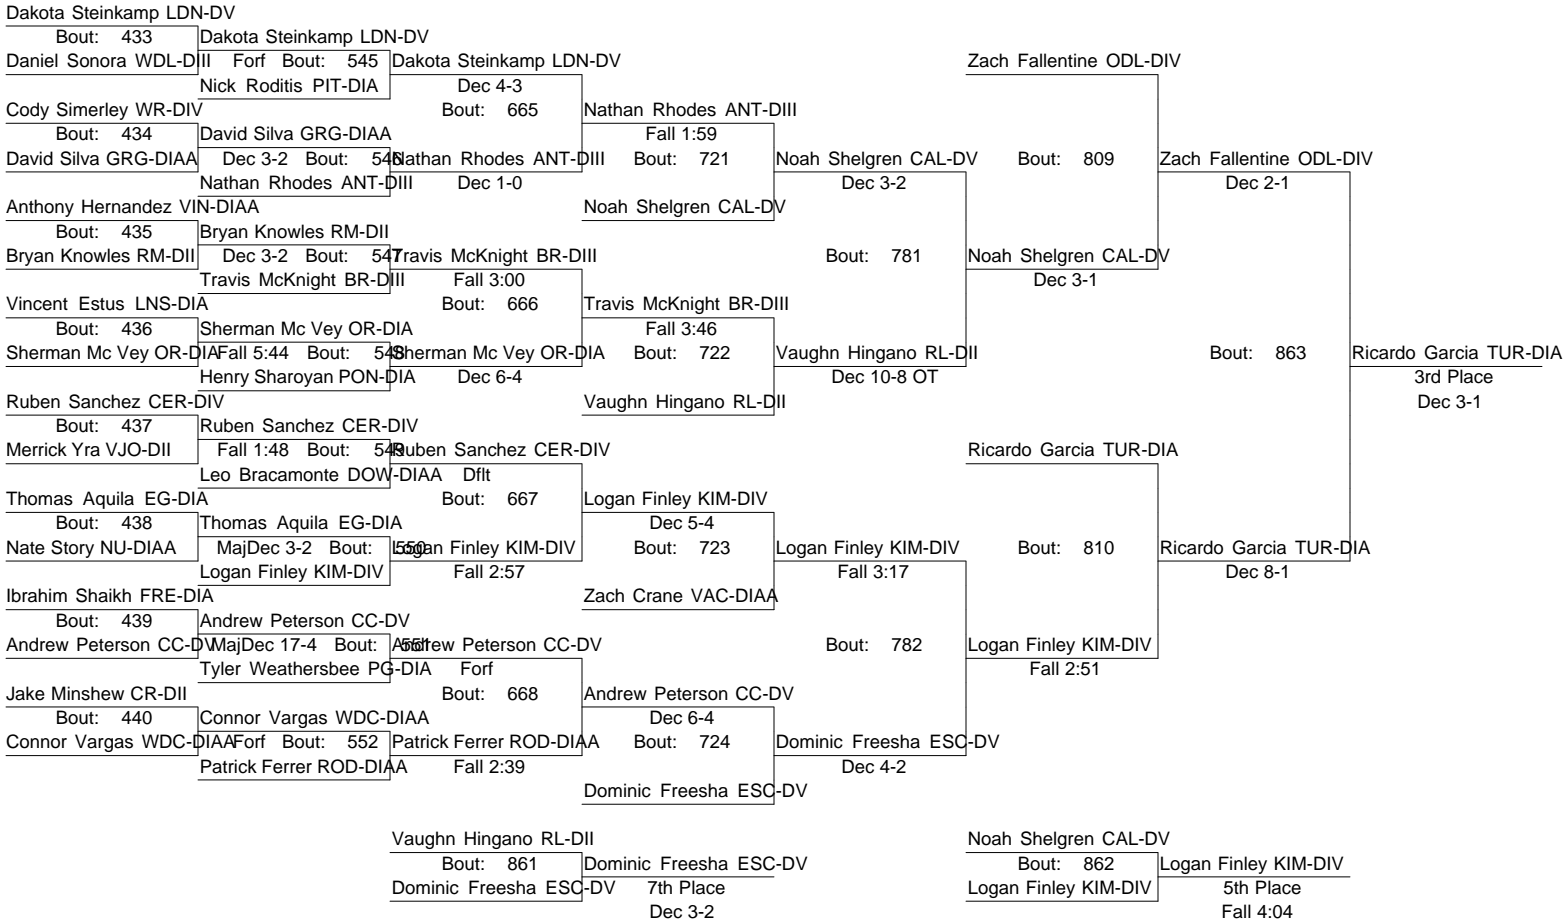 Dakota Steinkamp LDN-DV
Bout: 433 Dakota Steinkamp LDN-DV
Daniel Sonora WDL-DIII Forf Bout: 545 Dakota Steinkamp LDN-DV Zach Fallentine ODL-DIV
Nick Roditis PIT-DIA Dec 4-3
Cody Simerley WR-DIV Bout: 665 Nathan Rhodes ANT-DIII
Bout: 434 David Silva GRG-DIAA Fall 1:59
David Silva GRG-DIAA Dec 3-2 Bout: 546 Nathan Rhodes ANT-DIII Bout: 721 Noah Shelgren CAL-DV Bout: 809 Zach Fallentine ODL-DIV
Nathan Rhodes ANT-DIII Dec 1-0 Dec 3-2 Dec 2-1
Anthony Hernandez VIN-DIAA Noah Shelgren CAL-DV
Bout: 435 Bryan Knowles RM-DII
Bryan Knowles RM-DII Dec 3-2 Bout: 547 Travis McKnight BR-DIII Bout: 781 Noah Shelgren CAL-DV
Travis McKnight BR-DIII Fall 3:00 Dec 3-1
Vincent Estus LNS-DIA Bout: 666 Travis McKnight BR-DIII
Bout: 436 Sherman Mc Vey OR-DIA Fall 3:46
Sherman Mc Vey OR-DIA Fall 5:44 Bout: 548 Sherman Mc Vey OR-DIA Bout: 722 Vaughn Hingano RL-DII Bout: 863 Ricardo Garcia TUR-DIA
Henry Sharoyan PON-DIA Dec 6-4 Dec 10-8 OT 3rd Place
Ruben Sanchez CER-DIV Vaughn Hingano RL-DII Dec 3-1
Bout: 437 Ruben Sanchez CER-DIV
Merrick Yra VJO-DII Fall 1:48 Bout: 549 Ruben Sanchez CER-DIV Ricardo Garcia TUR-DIA
Leo Bracamonte DOW-DIAA Dflt
Thomas Aquila EG-DIA Bout: 667 Logan Finley KIM-DIV
Bout: 438 Thomas Aquila EG-DIA Dec 5-4
Nate Story NU-DIAA MajDec 3-2 Bout: 550 Logan Finley KIM-DIV Bout: 723 Logan Finley KIM-DIV Bout: 810 Ricardo Garcia TUR-DIA
Logan Finley KIM-DIV Fall 2:57 Fall 3:17 Dec 8-1
Ibrahim Shaikh FRE-DIA Zach Crane VAC-DIAA
Bout: 439 Andrew Peterson CC-DV
Andrew Peterson CC-DV MajDec 17-4 Bout: 551 Andrew Peterson CC-DV Bout: 782 Logan Finley KIM-DIV
Tyler Weathersbee PG-DIA Forf Fall 2:51
Jake Minshew CR-DII Bout: 668 Andrew Peterson CC-DV
Bout: 440 Connor Vargas WDC-DIAA Dec 6-4
Connor Vargas WDC-DIAA Forf Bout: 552 Patrick Ferrer ROD-DIAA Bout: 724 Dominic Freesha ESC-DV
Patrick Ferrer ROD-DIAA Fall 2:39 Dec 4-2
Dominic Freesha ESC-DV
Vaughn Hingano RL-DII Noah Shelgren CAL-DV
Bout: 861 Dominic Freesha ESC-DV Bout: 862 Logan Finley KIM-DIV
Dominic Freesha ESC-DV 7th Place Logan Finley KIM-DIV 5th Place
Dec 3-2 Fall 4:04